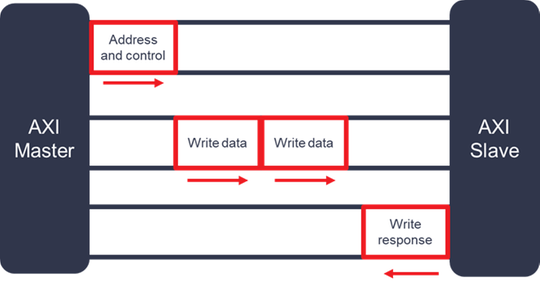 Address
and control
AXI
Master
Write data
Write data
AXI
Slave
Write
response